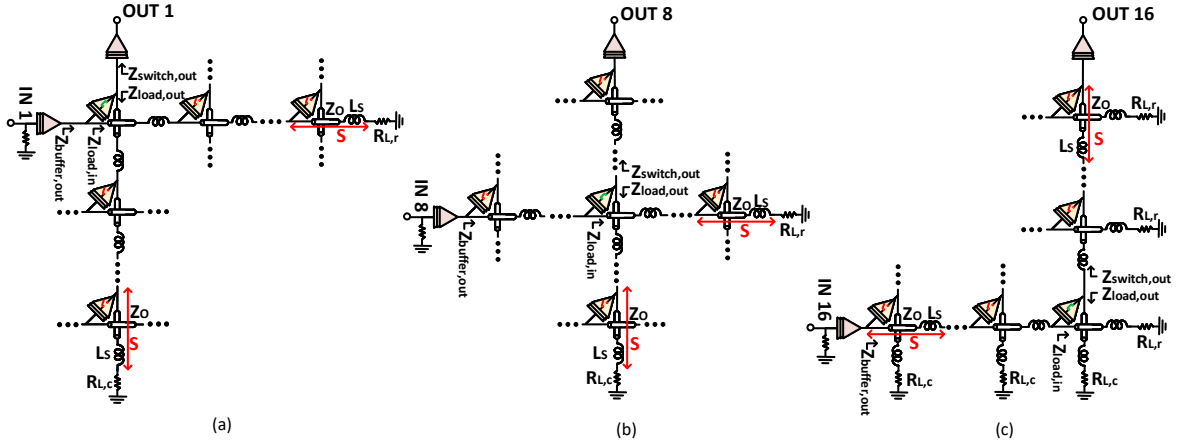 OUT 1
Zswitch,out
Zload,out
IN 1
Zbuffer,out
Zload,in
ZO
LS
S
RL,r
ZO
LS
S
RL,c
(a)
OUT 8
Zswitch,out
Zload,out
IN 8
Zbuffer,out
Zload,in
ZO
LS
S
RL,r
ZO
LS
S
RL,c
(b)
OUT 16
ZO
RL,r
S
LS
RL,r
Zswitch,out
Zload,out
IN 16
ZO
LS
S
Zbuffer,out
Zload,in
RL,r
RL,c
RL,c
RL,c
(c)